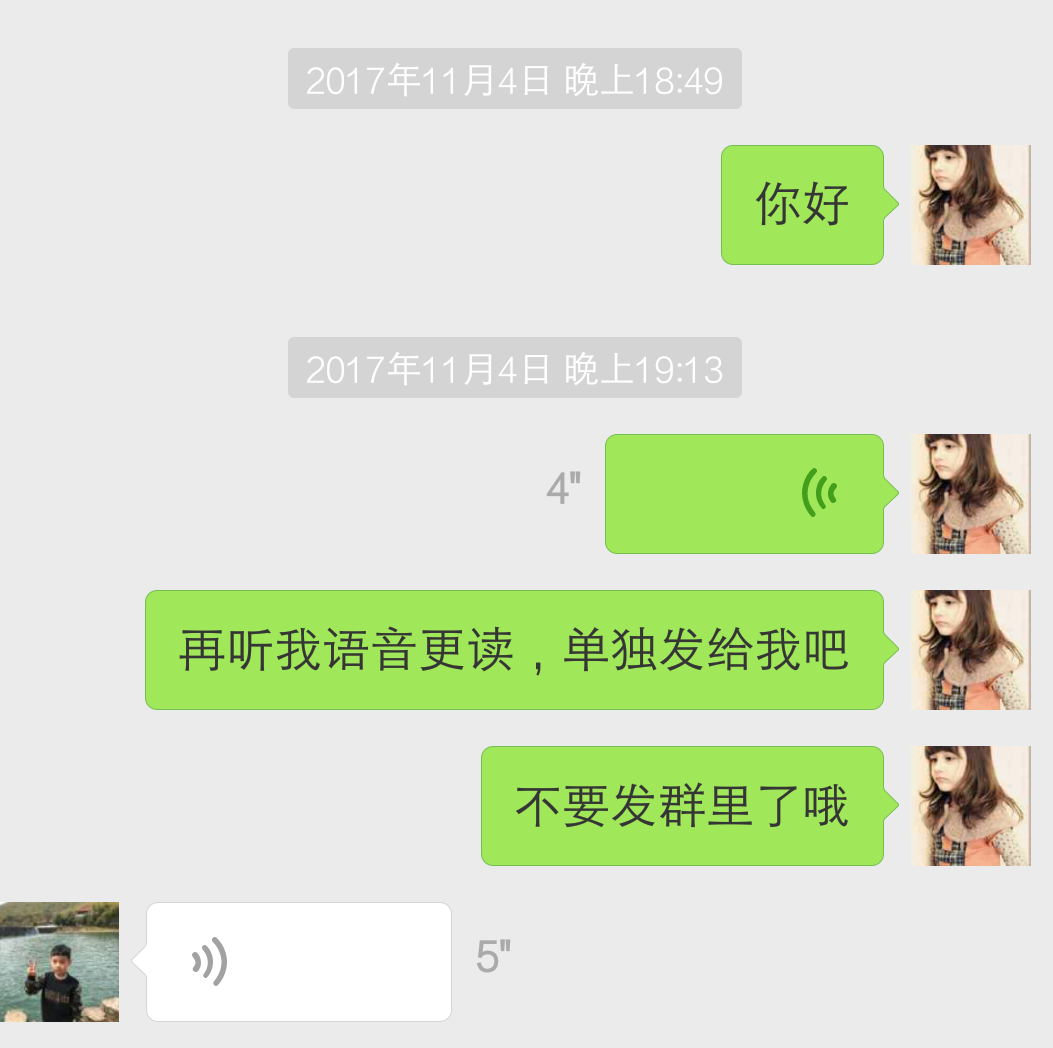 2017年11月4日 晚上18:49
你好
2017年11月4日 晚上19:13
4"
再听我语音更读，单独发给我吧
不要发群里了哦
5"